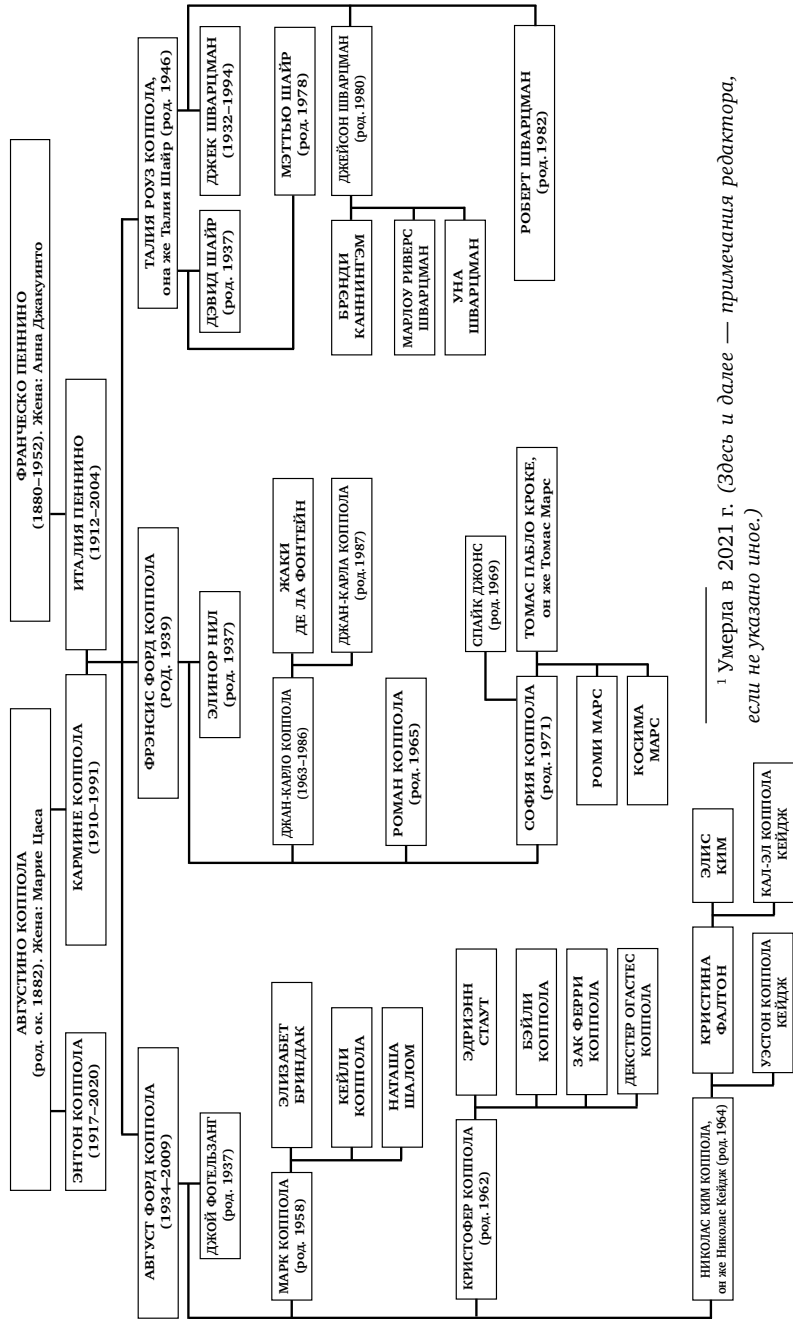 АВГУСТИНО КОППОЛА
(род. ок. 1882). Жена: Марие Цаса
ФРАНЧЕСКО ПЕННИНО
(1880–1952). Жена: Анна Джакуинто
ЭНТОН КОППОЛА
(1917–2020)
КАРМИНЕ КОППОЛА
(1910–1991)
ИТАЛИЯ ПЕННИНО
(1912–2004)
АВГУСТ ФОРД КОППОЛА
(1934–2009)
ФРЭНСИС ФОРД КОППОЛА
(РОД. 1939)
ТАЛИЯ РОУЗ КОППОЛА,
она же Талия Шайр (род. 1946)
ДЖОЙ ФОГЕЛЬЗАНГ
(род. 1937)
ЭЛИНОР НИЛ
(род. 1937)
ДЭВИД ШАЙР
(род. 1937)
ДЖЕК ШВАРЦМАН
(1932–1994)
МАРК КОППОЛА
(род. 1958)
ЭЛИЗАБЕТ
БРИНДАК
КЕЙЛИ
КОППОЛА
НАТАША
ШАЛОМ
ДЖАН-КАРЛО КОППОЛА
(1963–1986)
ЖАКИ
ДЕ ЛА ФОНТЕЙН
ДЖАН-КАРЛА КОППОЛА
(род.1987)
МЭТТЬЮ ШАЙР
(род. 1978)
ДЖЕЙСОН ШВАРЦМАН
(род.1980)
БРЭНДИ
КАННИНГЭМ
МАРЛОУ РИВЕРС
ШВАРЦМАН
УНА
ШВАРЦМАН
РОМАН КОППОЛА
(род. 1965)
КРИСТОФЕР КОППОЛА
(род. 1962)
ЭДРИЭНН
СТАУТ
БЭЙЛИ
КОППОЛА
ЗАК ФЕРРИ
КОППОЛА
ДЕКСТЕР ОГАСТЕС
КОППОЛА
СПАЙК ДЖОНС
(род. 1969)
СОФИЯ КОППОЛА
(род. 1971)
ТОМАС ПАБЛО КРОКЕ,
он же Томас Марс
РОМИ МАРС
КОСИМА
МАРС
РОБЕРТ ШВАРЦМАН
(род. 1982)
НИКОЛАС КИМ КОППОЛА,
он же Николас Кейдж (род. 1964)
КРИСТИНА
ФАЛТОН
ЭЛИС
КИМ
УЭСТОН КОППОЛА
КЕЙДЖ
КАЛ-ЭЛ КОППОЛА
КЕЙДЖ
¹ Умерла в 2021 г. (Здесь и далее — примечания редактора,
если не указано иное.)